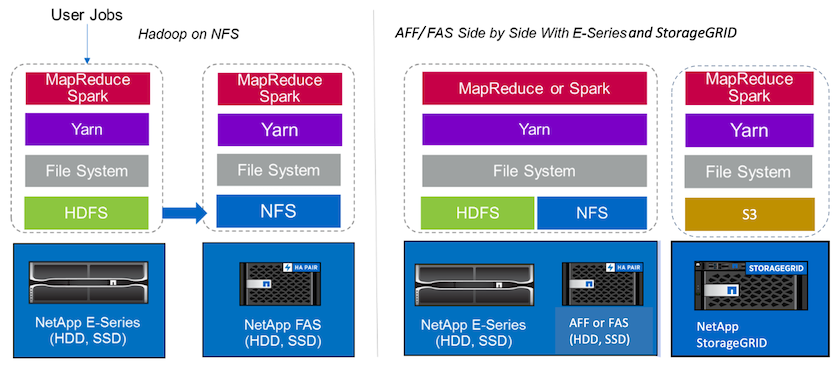 User Jobs
Hadoop on NFS
MapReduce
Spark
Yarn
File System
HDFS
NetApp E-Series
(HDD, SSD)
MapReduce
Spark
Yarn
File System
NFS
HA PAIR
NetApp FAS
(HDD, SSD)
AFF/ FAS Side by Side With E-Series and StorageGRID
MapReduce or Spark
Yarn
File System
HDFS
NFS
NetApp E-Series
(HDD, SSD)
HA PAIR
AFF or FAS
(HDD, SSD)
MapReduce
Spark
Yarn
File System
S3
STORAGEGRID
NetApp
StorageGRID